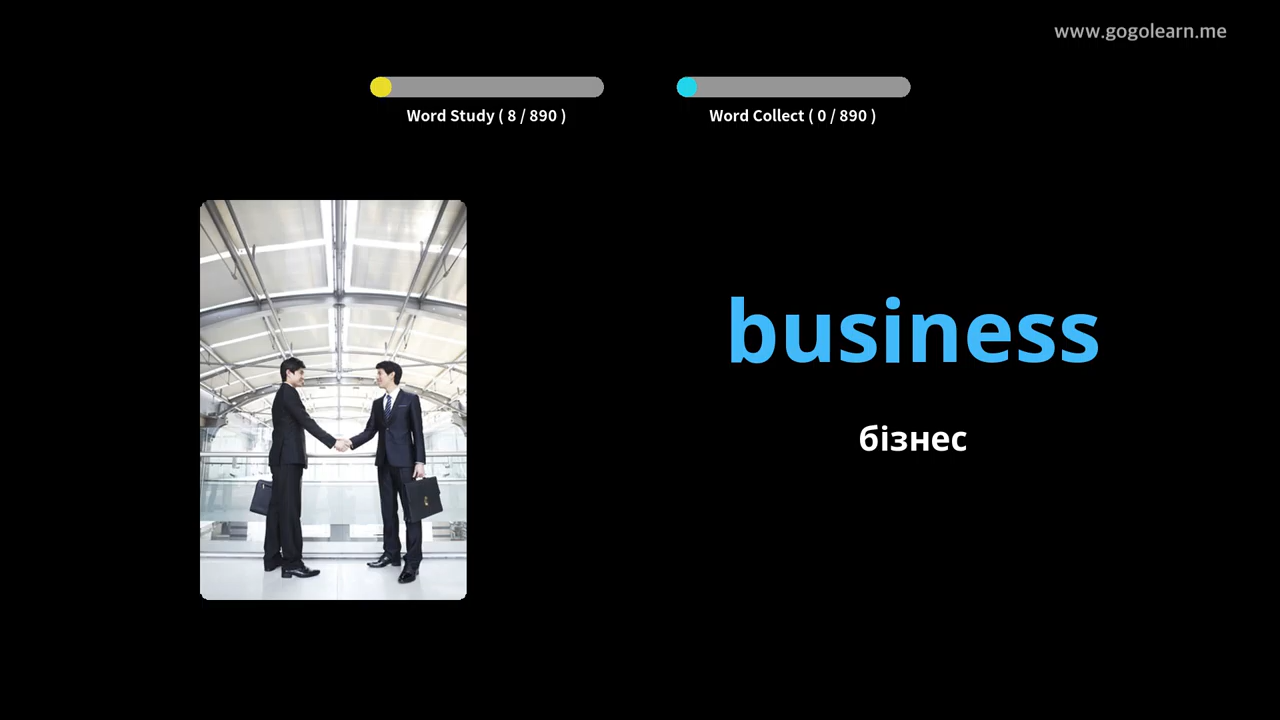 www.gogolearn.me
Word Study ( 8 / 890 )
Word Collect ( 0 / 890 )
business
бізнес